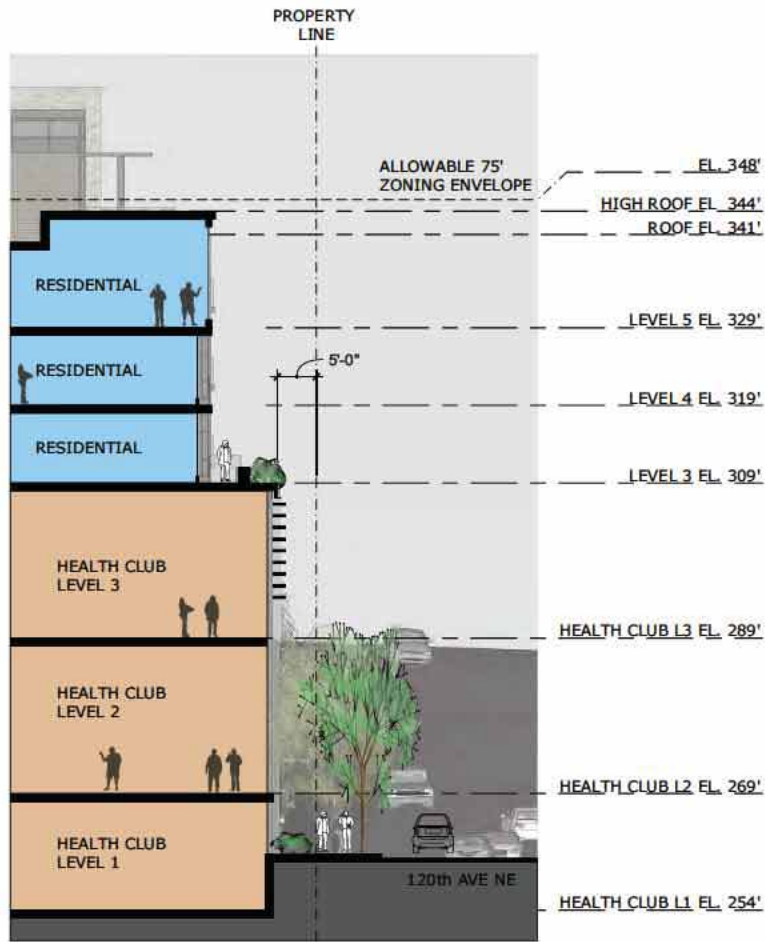 PROPERTY
LINE
ALLOWABLE 75'
ZONING ENVELOPE
EL. 348'
HIGH ROOF EL. 344'
ROOF EL. 341'
RESIDENTIAL
LEVEL 5 EL. 329'
5'-0"
RESIDENTIAL
LEVEL 4 EL. 319'
RESIDENTIAL
LEVEL 3 EL. 309'
HEALTH CLUB
LEVEL 3
HEALTH CLUB L3 EL. 289'
HEALTH CLUB
LEVEL 2
HEALTH CLUB L2 EL. 269'
HEALTH CLUB
LEVEL 1
120th AVE NE
HEALTH CLUB L1 EL. 254'